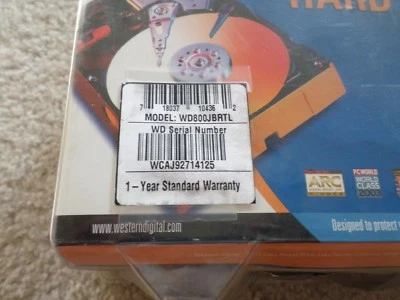 HARD
7 18037 10436 2
MODEL: WD800JBRTL
WD Serial Number
WCAJ92714125
1 - Year Standard Warranty
ARC
PC WORLD
WORLD
CLASS
www.westerndigital.com
Designed to protect